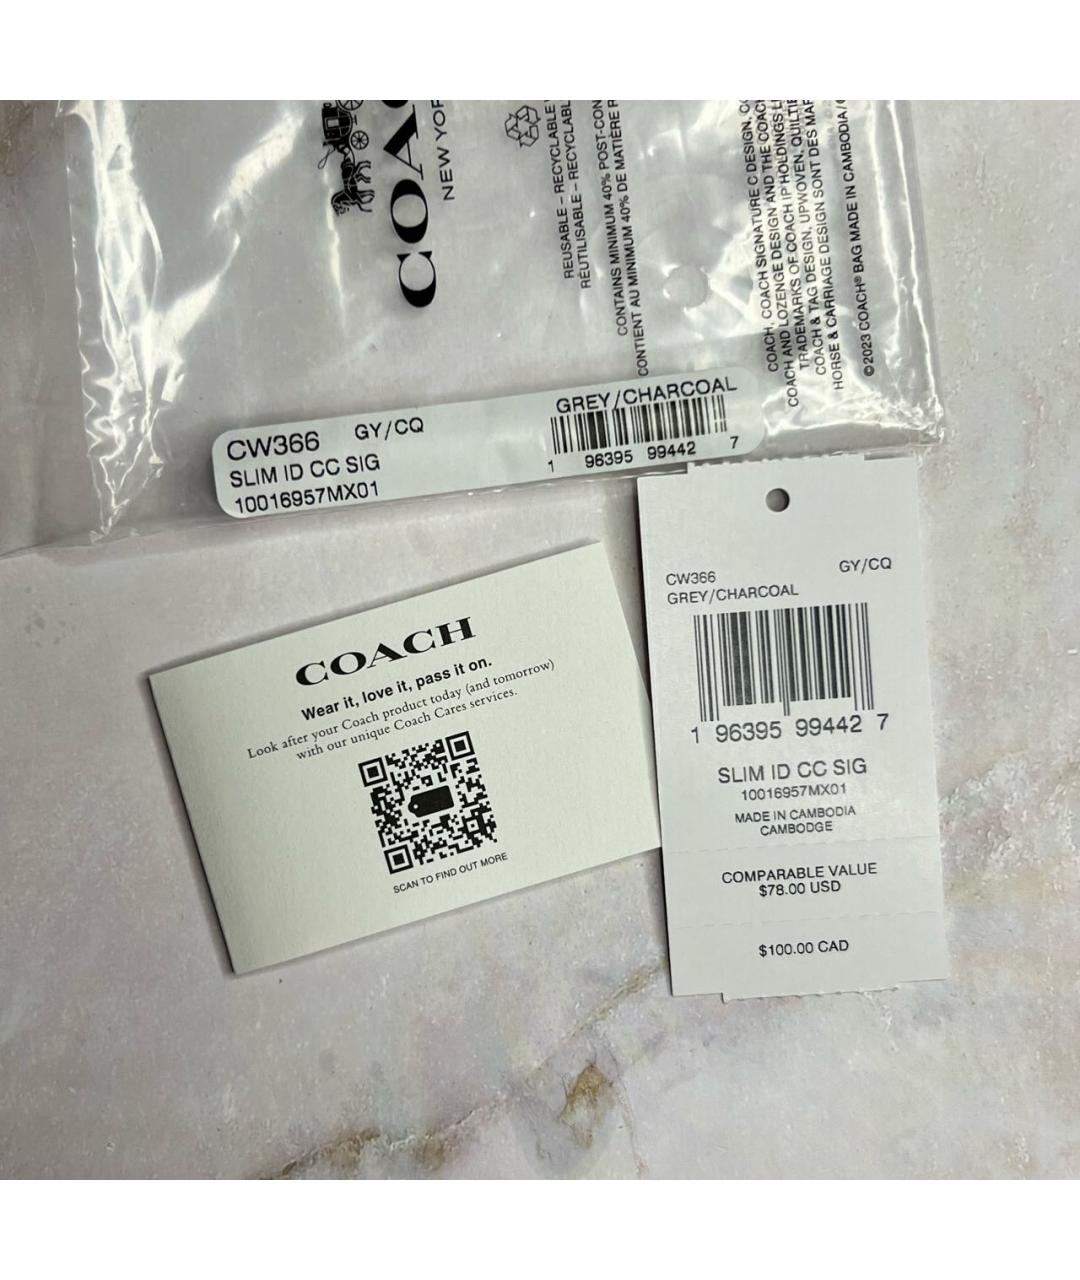 COAC
NEW YOR
REUSABLE – RECYCLABLE
RÉUTILISABLE – RECYCLABL
CONTAINS MINIMUM 40% POST-CON
CONTIENT AU MINIMUM 40% DE MATIÈRE
COACH, COACH SIGNATURE C DESIGN,
COACH AND LOZENGE DESIGN AND THE COACH
TRADEMARKS OF COACH IP HOLDINGS
COACH & TAG DESIGN, UPWOVEN, QUILTE
HORSE & CARRIAGE DESIGN SONT DES MAR
©2023 COACH® BAG MADE IN CAMBODIA/
CW366 GY/CQ GREY/CHARCOAL
SLIM ID CC SIG
10016957MX01
1 96395 99442 7
COACH
Wear it, love it, pass it on.
Look after your Coach product today (and tomorrow)
with our unique Coach Cares services.
SCAN TO FIND OUT MORE
CW366 GY/CQ
GREY/CHARCOAL
1 96395 99442 7
SLIM ID CC SIG
10016957MX01
MADE IN CAMBODIA
CAMBODGE
COMPARABLE VALUE
$78.00 USD
$100.00 CAD